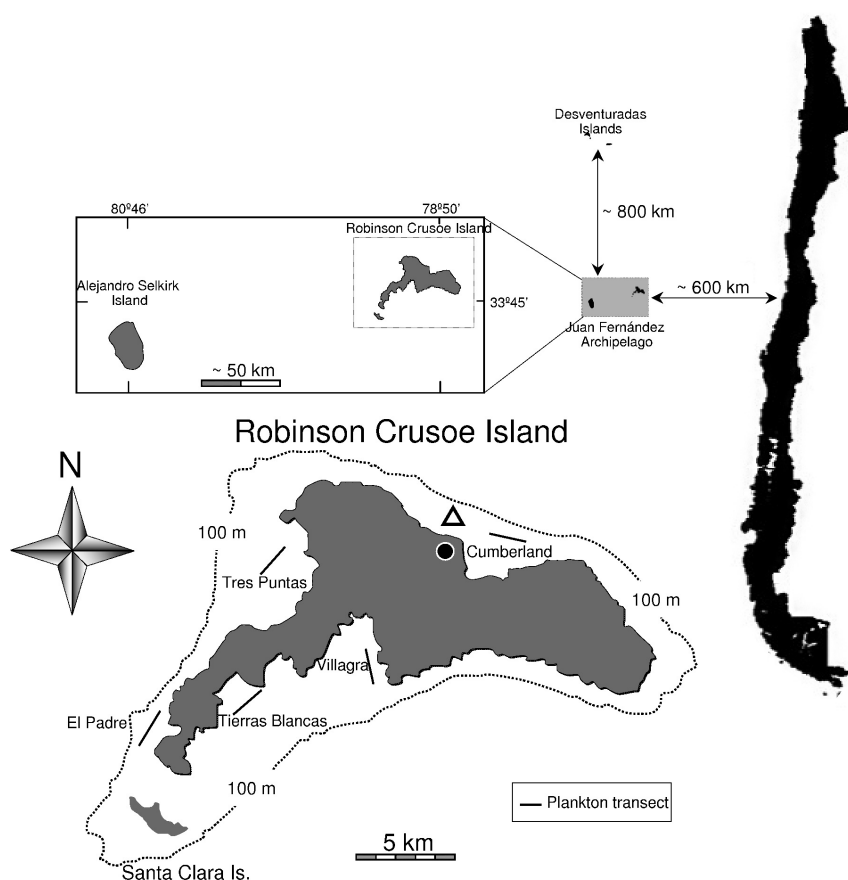 Desventuradas
Islands
80º46'
78º50'
~ 800 km
Robinson Crusoe Island
Alejandro Selkirk
Island
33º45'
~ 600 km
Juan Fernández
Archipelago
~ 50 km
Robinson Crusoe Island
N
100 m
Cumberland
Tres Puntas
100 m
Villagra
El Padre
Tierras Blancas
100 m
Plankton transect
5 km
Santa Clara Is.